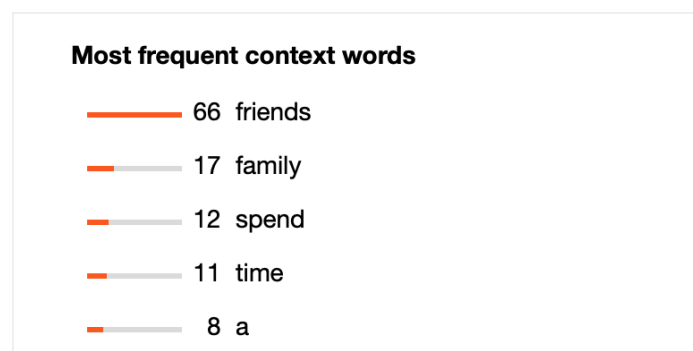 Most frequent context words
66 friends
17 family
12 spend
11 time
8 a